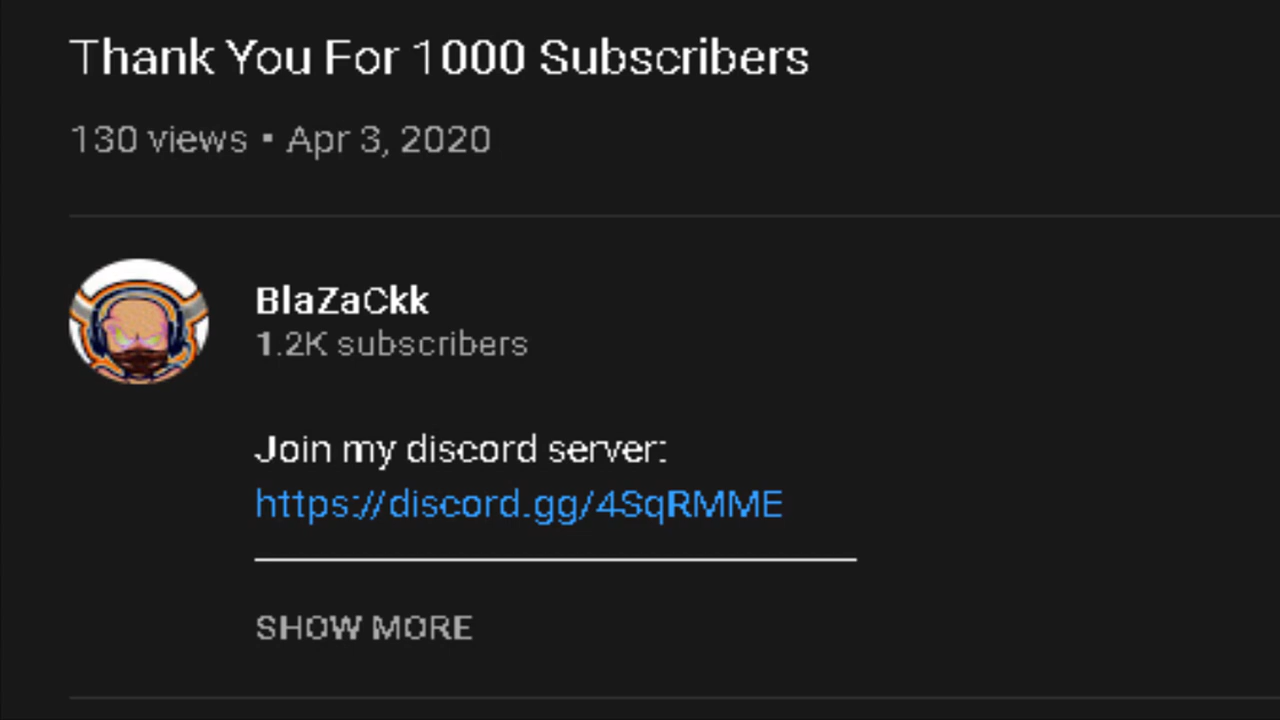 Thank You For 1000 Subscribers
130 views • Apr 3, 2020
BlaZaCkk
1.2K subscribers
Join my discord server:
https://discord.gg/4SqRMME
SHOW MORE